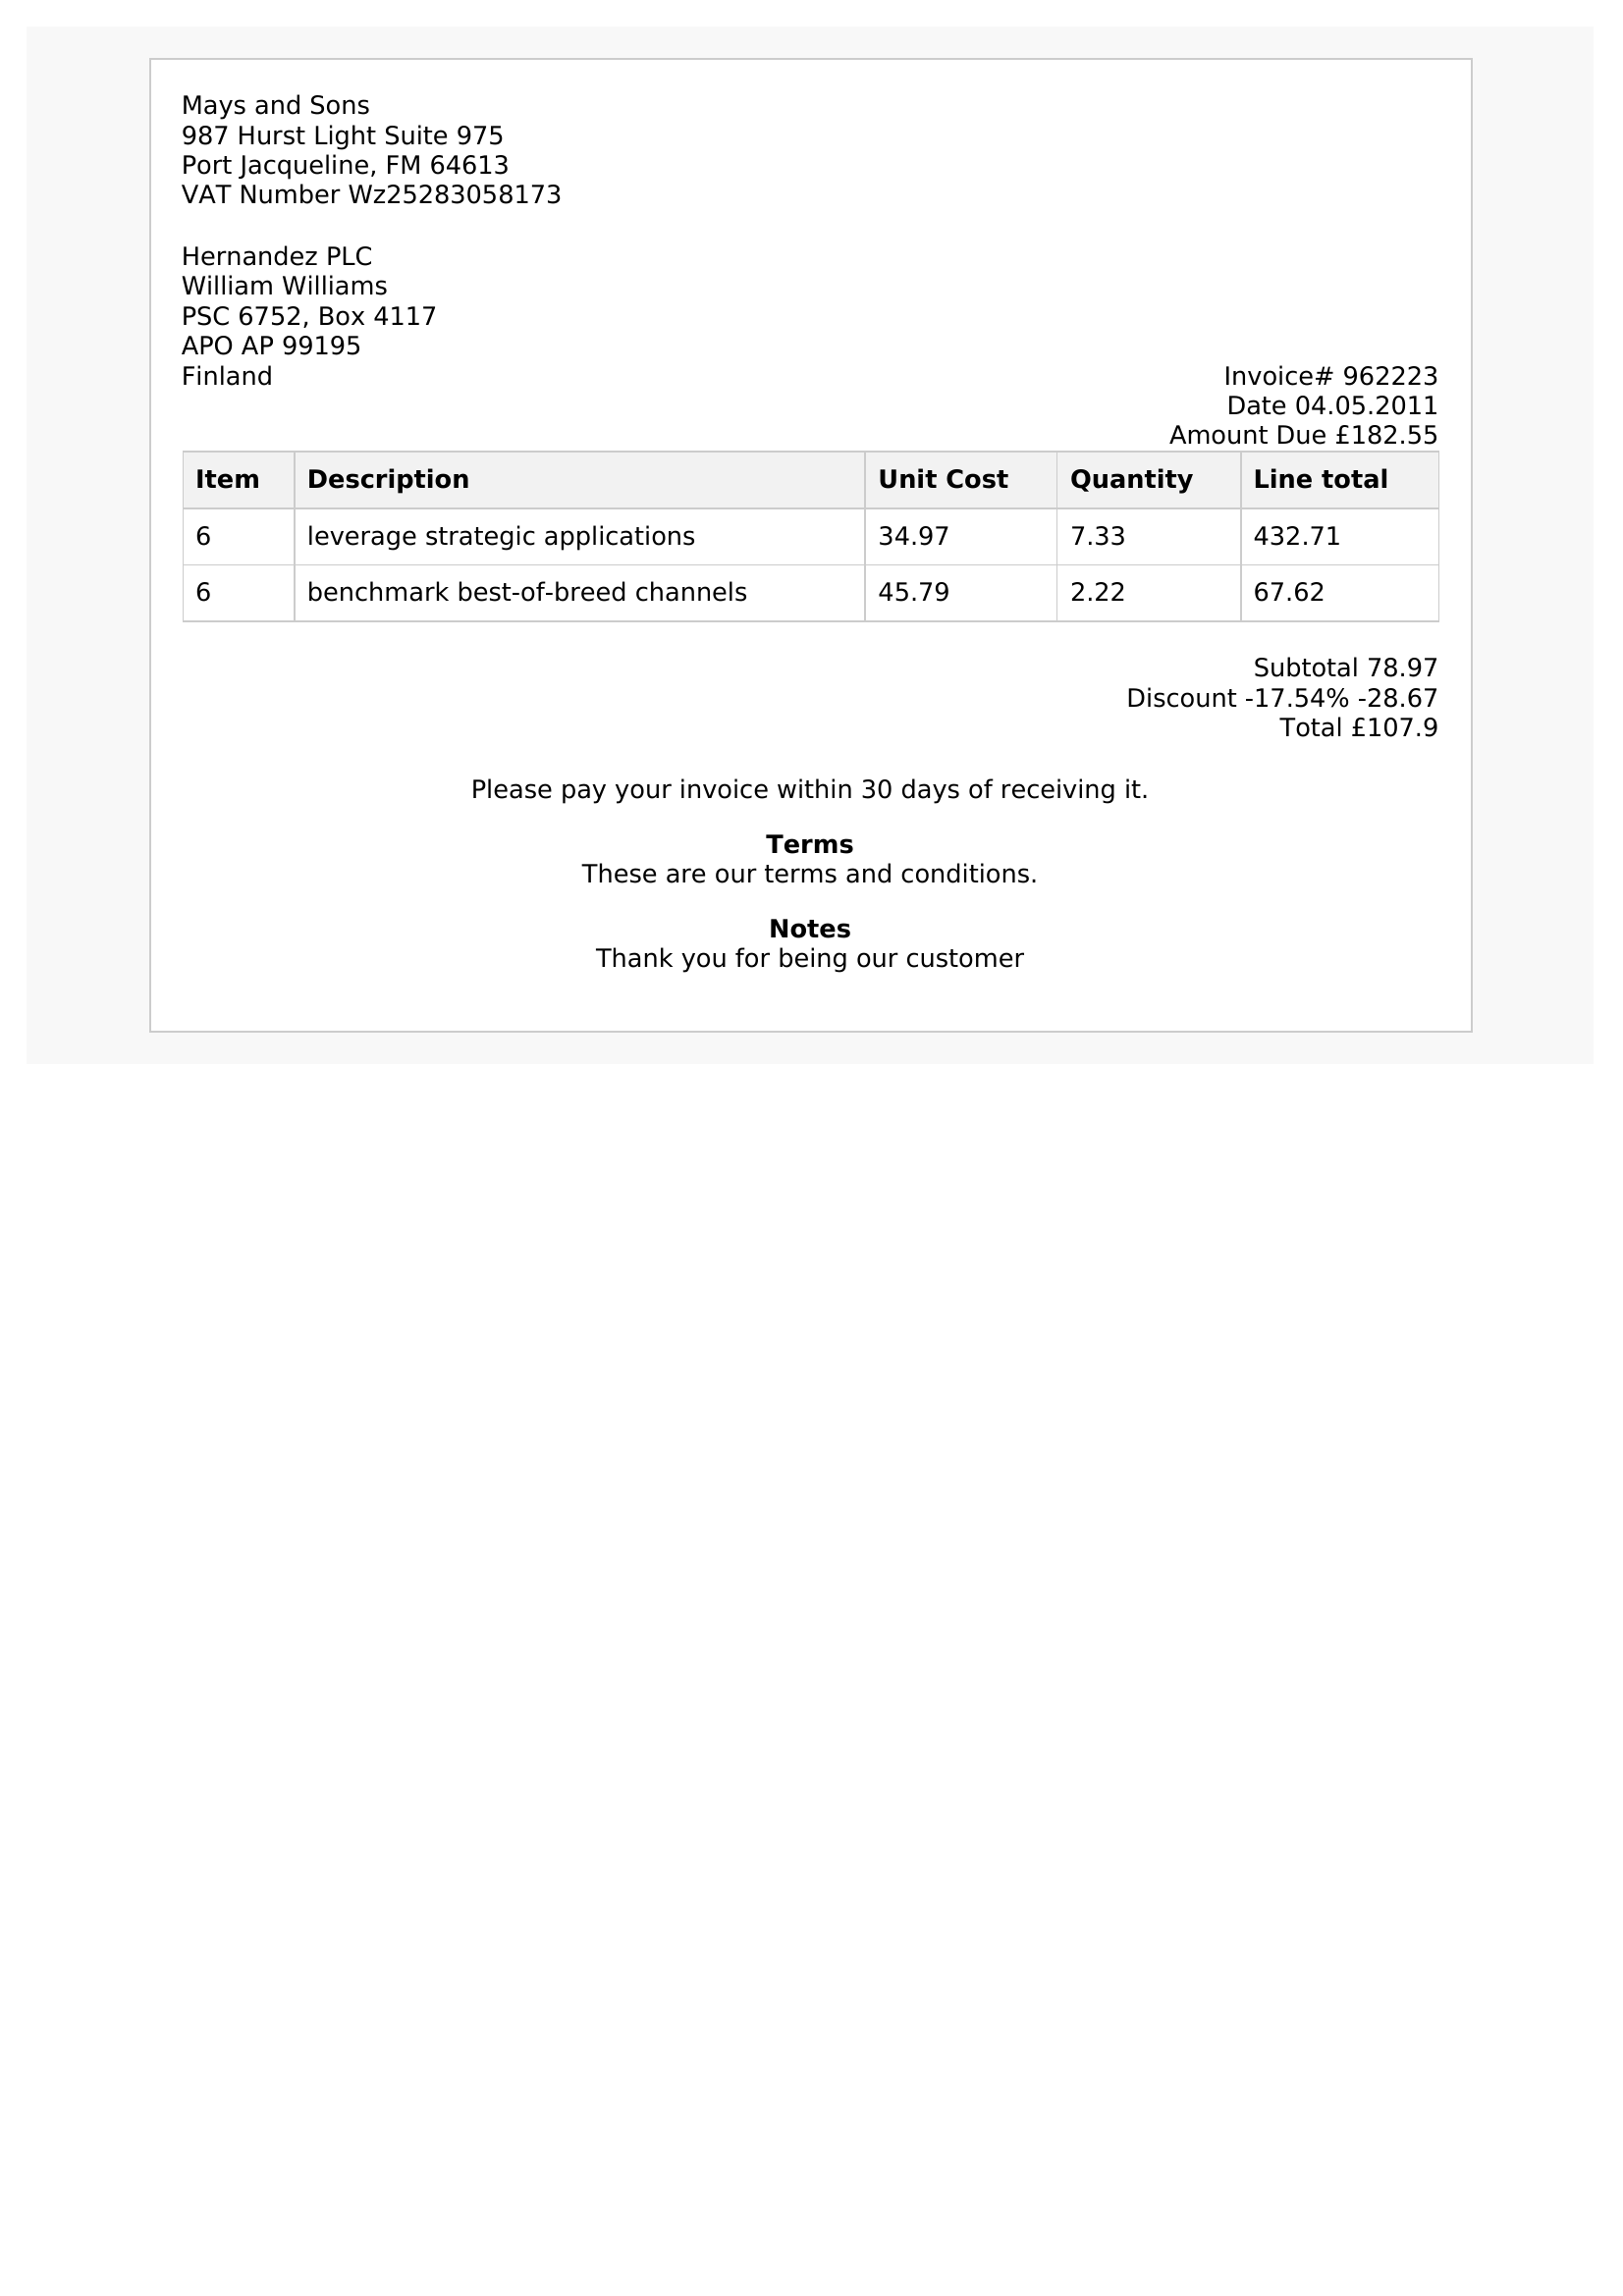 Mays and Sons
987 Hurst Light Suite 975
Port Jacqueline, FM 64613
VAT Number Wz25283058173
Hernandez PLC
William Williams
PSC 6752, Box 4117
APO AP 99195
Finland
Invoice# 962223
Date 04.05.2011
Amount Due £182.55
Item Description Unit Cost Quantity Line total
6 leverage strategic applications 34.97 7.33 432.71
6 benchmark best-of-breed channels 45.79 2.22 67.62
Subtotal 78.97
Discount -17.54% -28.67
Total £107.9
Please pay your invoice within 30 days of receiving it.
Terms
These are our terms and conditions.
Notes
Thank you for being our customer